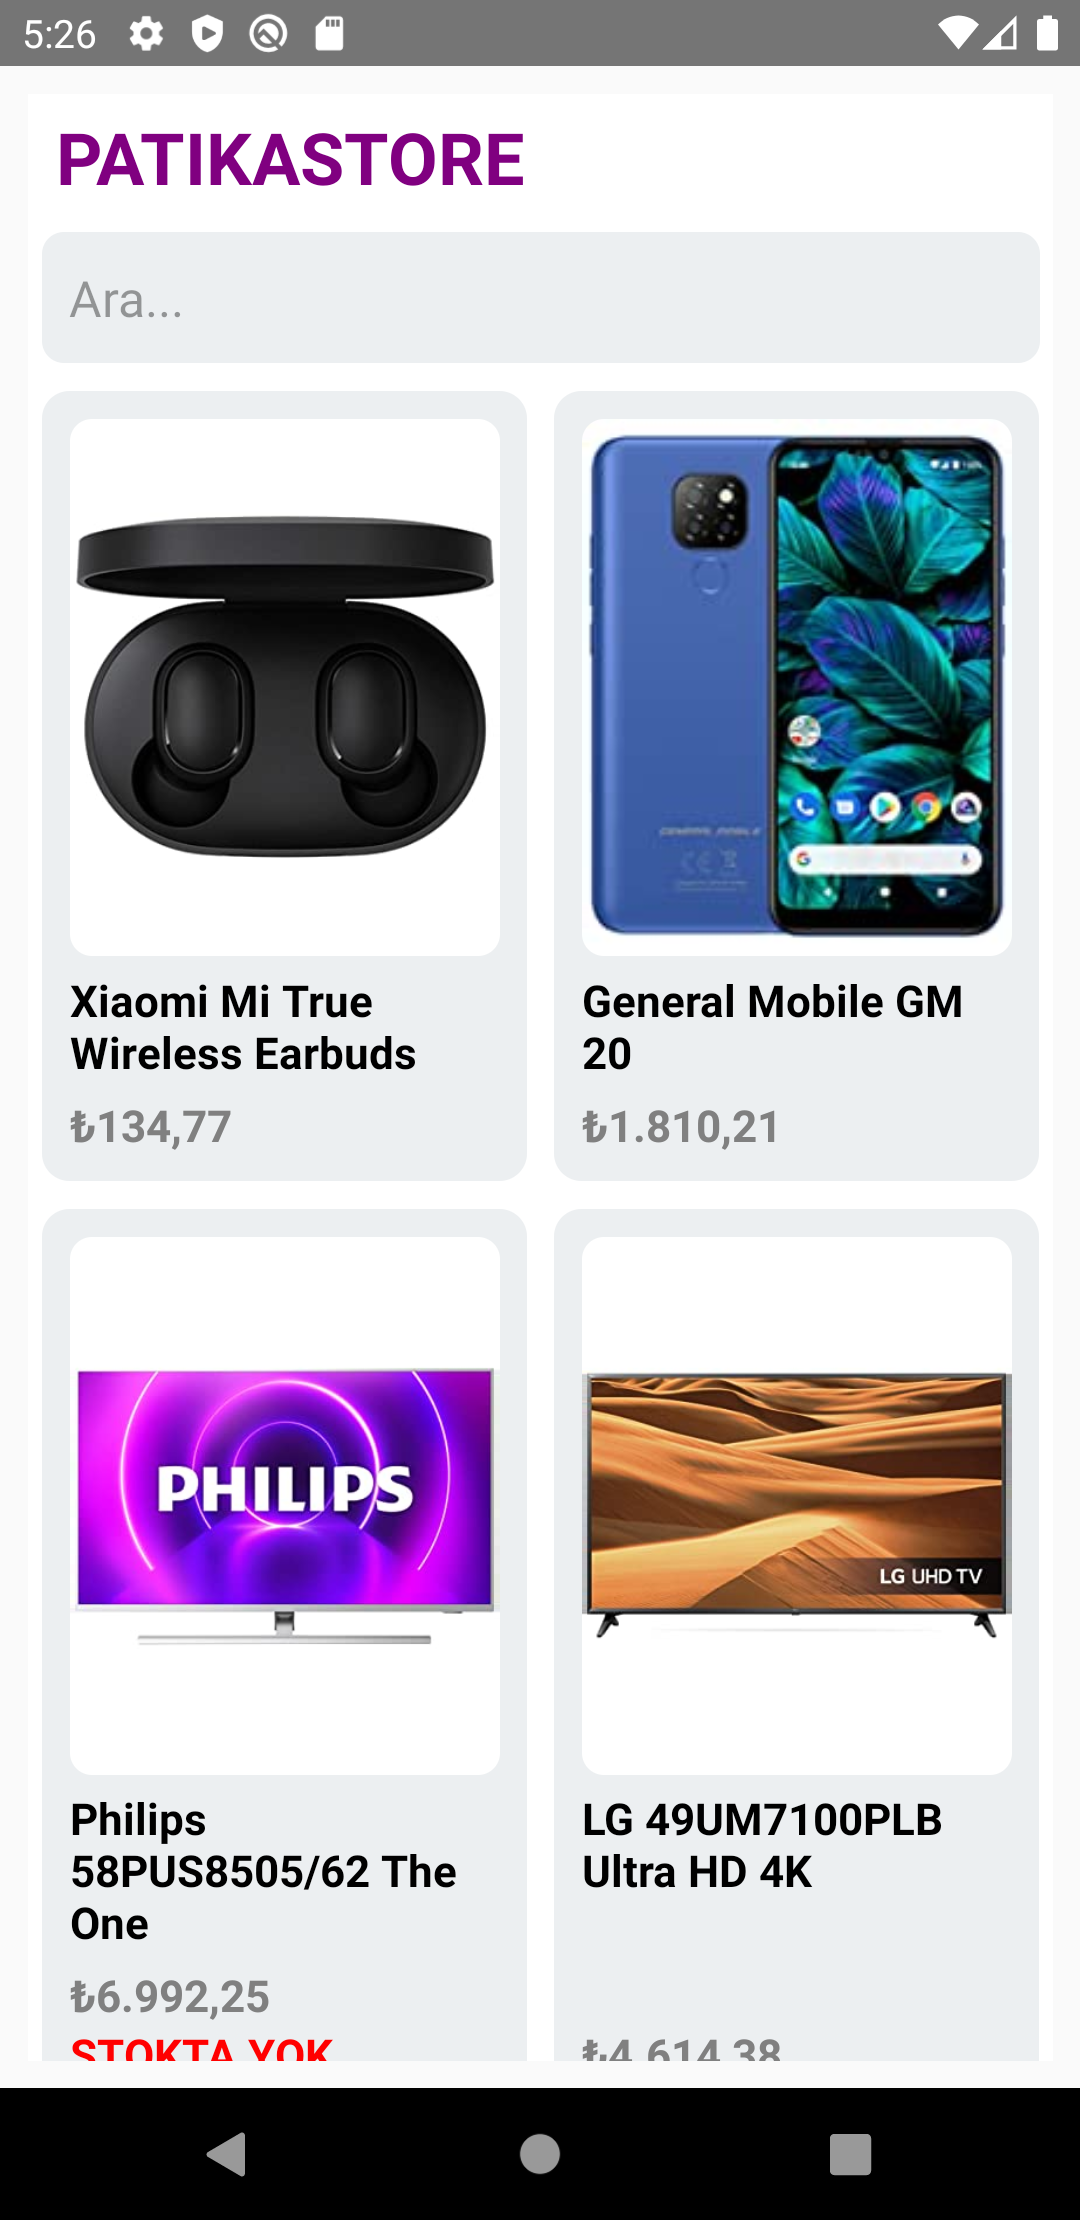 5:26
PATIKASTORE
Ara...
GENERAL MOBILE
Xiaomi Mi True
Wireless Earbuds
₺134,77
General Mobile GM
20
₺1.810,21
PHILIPS
LG UHD TV
Philips
58PUS8505/62 The
One
₺6.992,25
STOKTA YOK
LG 49UM7100PLB
Ultra HD 4K
₺4.614,38